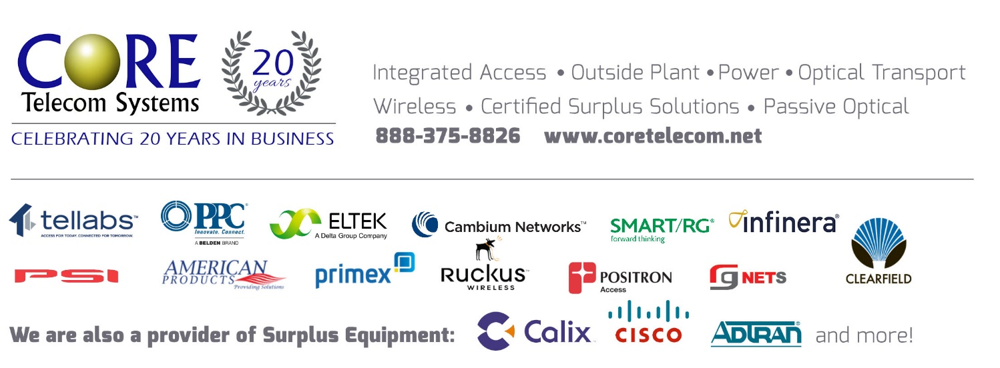 CORE
Telecom Systems
20
years
CELEBRATING 20 YEARS IN BUSINESS
Integrated Access • Outside Plant • Power • Optical Transport
Wireless • Certified Surplus Solutions • Passive Optical
888-375-8826 www.coretelecom.net
tellabs™
ACCESS FOR TODAY. CONNECTED FOR TOMORROW.
PPC®
Innovate. Connect.
A BELDEN BRAND
ELTEK
A Delta Group Company
Cambium Networks™
SMART/RG®
forward thinking
infinera®
CLEARFIELD
PSI
AMERICAN
PRODUCTS
Providing Solutions
primex
RUCKUS™
WIRELESS
POSITRON
Access
rg NETS
We are also a provider of Surplus Equipment: Calix CISCO ADTRAN® and more!